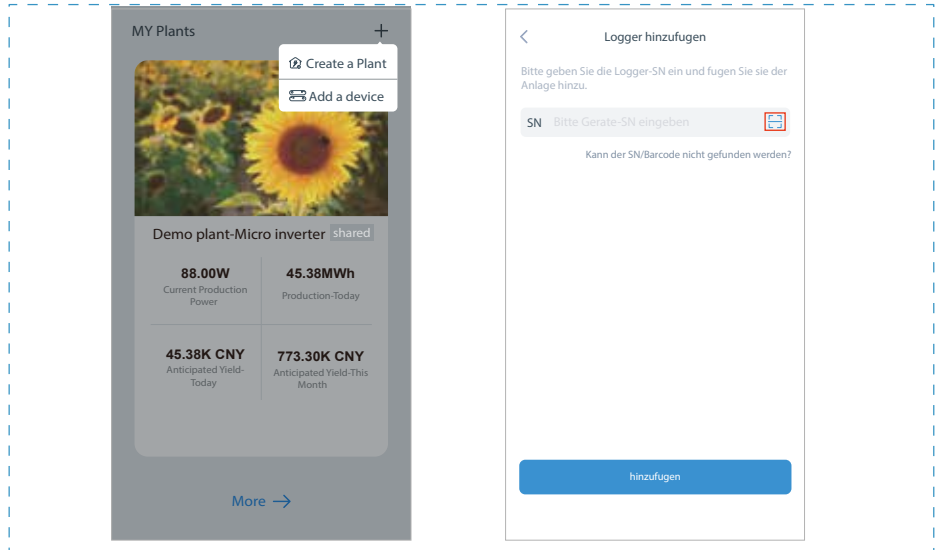 MY Plants
Create a Plant
Add a device
Demo plant-Micro inverter shared
88.00W
Current Production
Power
45.38MWh
Production-Today
45.38K CNY
Anticipated Yield-
Today
773.30K CNY
Anticipated Yield-This
Month
More
Logger hinzufugen
Bitte geben Sie die Logger-SN ein und fugen Sie sie der
Anlage hinzu.
SN Bitte Gerate-SN eingeben
Kann der SN/Barcode nicht gefunden werden?
hinzufugen